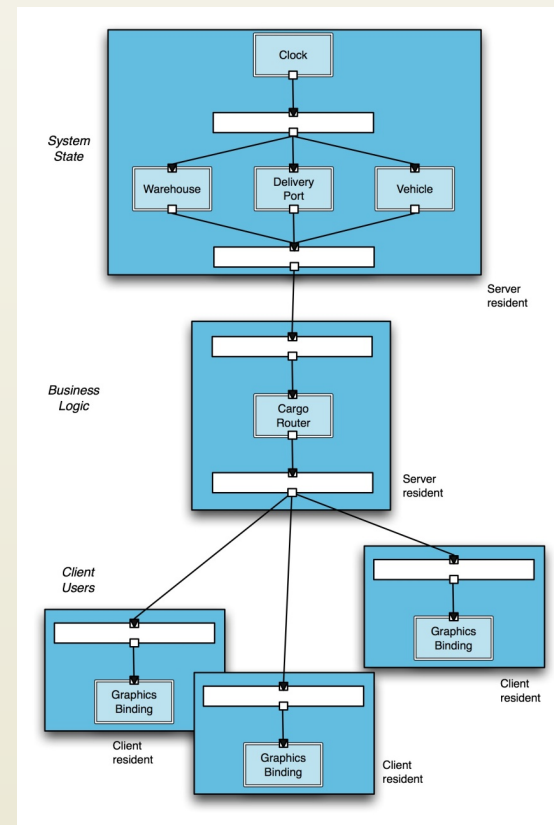 Clock
System
State
Warehouse
Delivery
Port
Vehicle
Server
resident
Business
Logic
Cargo
Router
Server
resident
Client
Users
Graphics
Binding
Client
resident
Graphics
Binding
Client
resident
Graphics
Binding
Client
resident